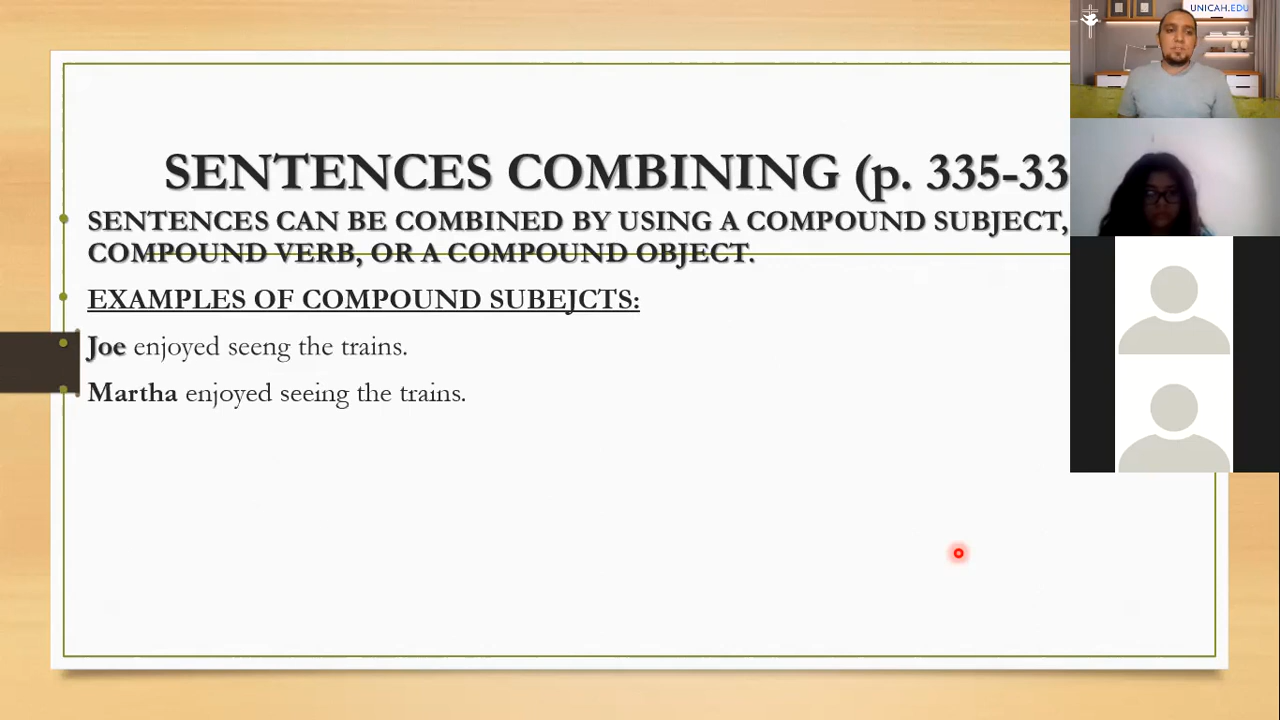 UNICAH.EDU
SENTENCES COMBINING (p. 335-33
SENTENCES CAN BE COMBINED BY USING A COMPOUND SUBJECT,
COMPOUND VERB, OR A COMPOUND OBJECT.
EXAMPLES OF COMPOUND SUBEJCTS:
Joe enjoyed seeng the trains.
Martha enjoyed seeing the trains.